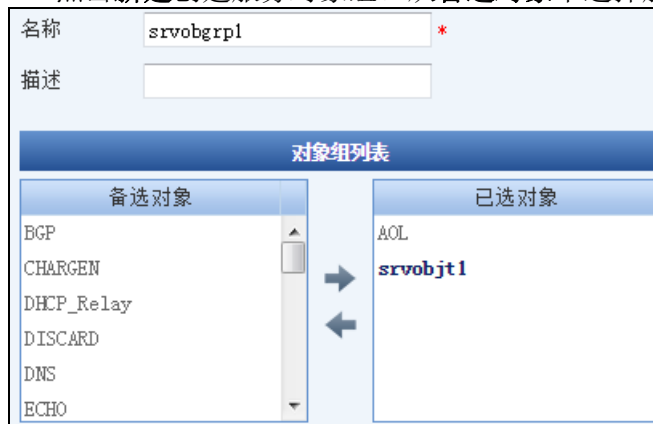 名称 srvobgrp1 *
描述
对象组列表
备选对象 已选对象
BGP AOL
CHARGEN srvobjt1
DHCP_Relay
DISCARD
DNS
ECHO